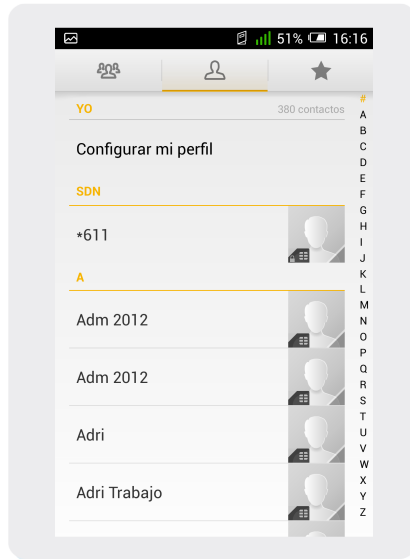 51% 16:16
YO 380 contactos
Configurar mi perfil
SDN
*611
A
Adm 2012
Adm 2012
Adri
Adri Trabajo
#
A
B
C
D
E
F
G
H
I
J
K
L
M
N
O
P
Q
R
S
T
U
V
W
X
Y
Z